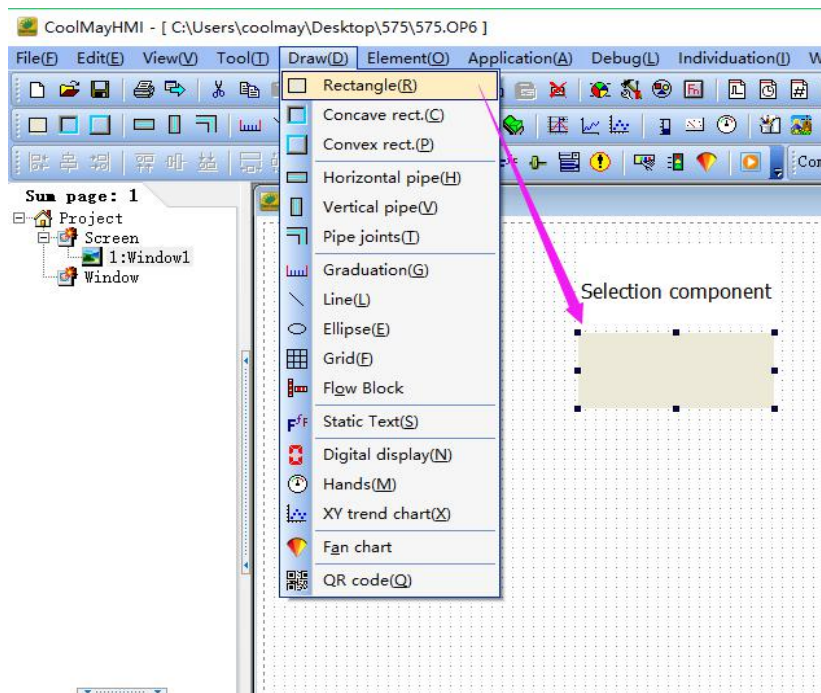 CoolMayHMI - [ C:\Users\coolmay\Desktop\575\575.OP6 ]
File(F) Edit(E) View(V) Tool(T) Draw(D) Element(O) Application(A) Debug(L) Individuation(I) W
Rectangle(R)
Concave rect.(C)
Convex rect.(P)
Horizontal pipe(H)
Vertical pipe(V)
Pipe joints(T)
Graduation(G)
Line(L)
Ellipse(E)
Grid(F)
Flow Block
Static Text(S)
Digital display(N)
Hands(M)
XY trend chart(X)
Fan chart
QR code(Q)
Con
Sum page: 1
Project
Screen
1:Window1
Window
Selection component